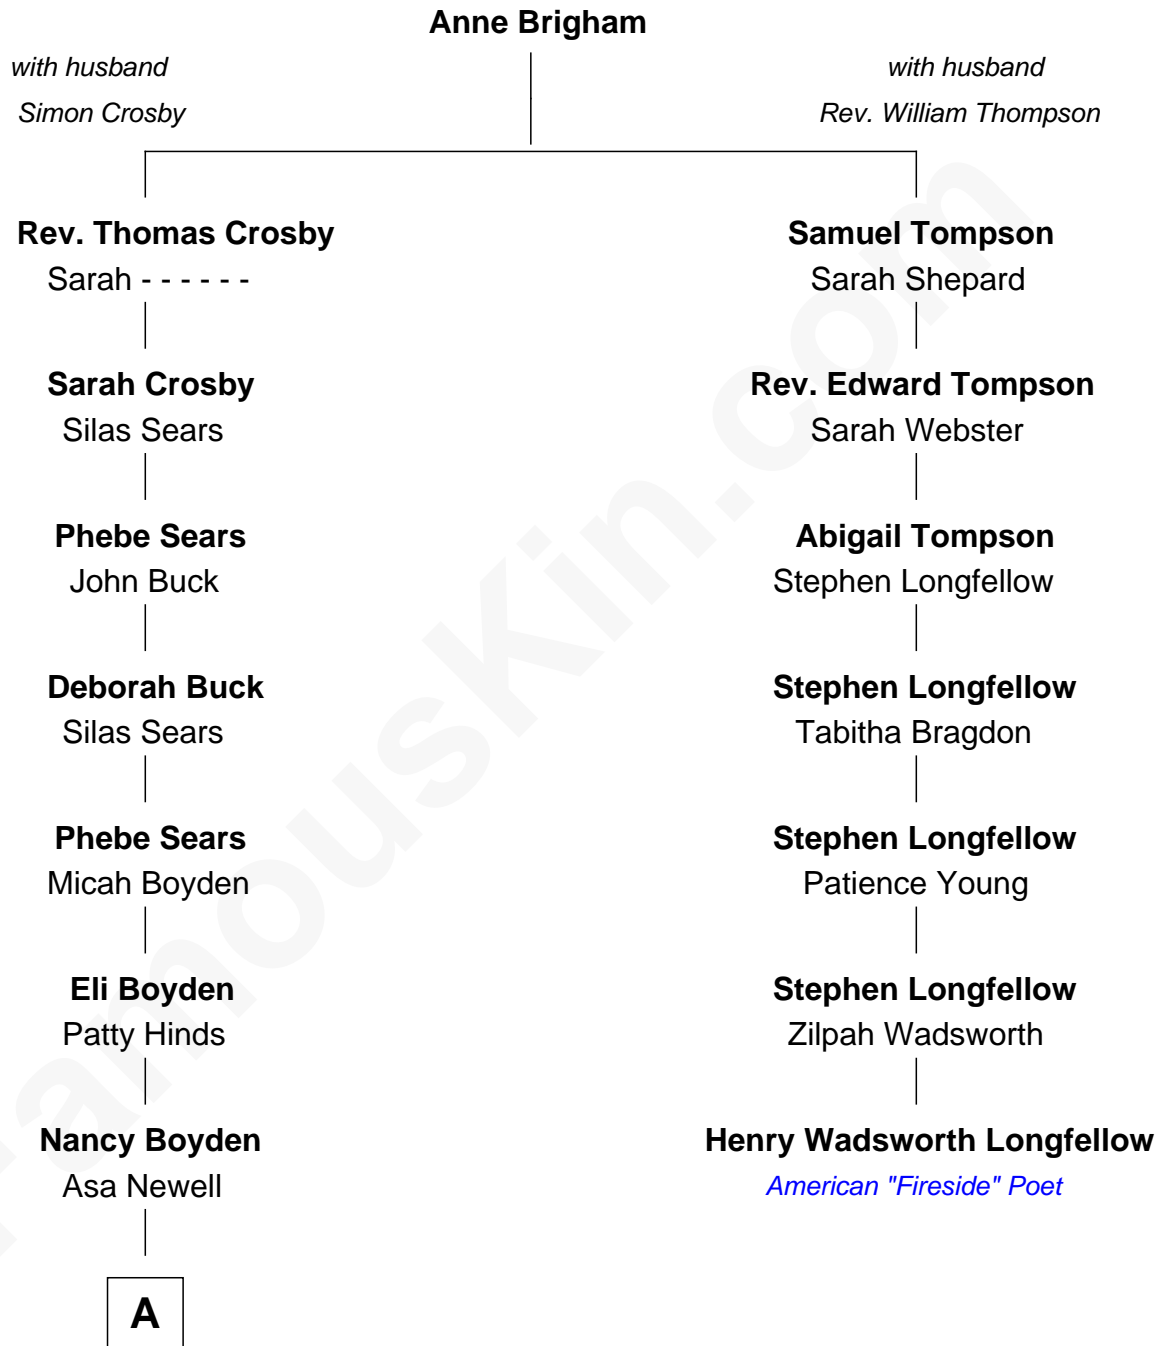 Anne Brigham
with husband
Simon Crosby
with husband
Rev. William Thompson
Rev. Thomas Crosby
Sarah - - - - - -
Sarah Crosby
Silas Sears
Phebe Sears
John Buck
Deborah Buck
Silas Sears
Phebe Sears
Micah Boyden
Eli Boyden
Patty Hinds
Nancy Boyden
Asa Newell
A
Samuel Tompson
Sarah Shepard
Rev. Edward Tompson
Sarah Webster
Abigail Tompson
Stephen Longfellow
Stephen Longfellow
Tabitha Bragdon
Stephen Longfellow
Patience Young
Stephen Longfellow
Zilpah Wadsworth
Henry Wadsworth Longfellow
American "Fireside" Poet
FamousKin.com